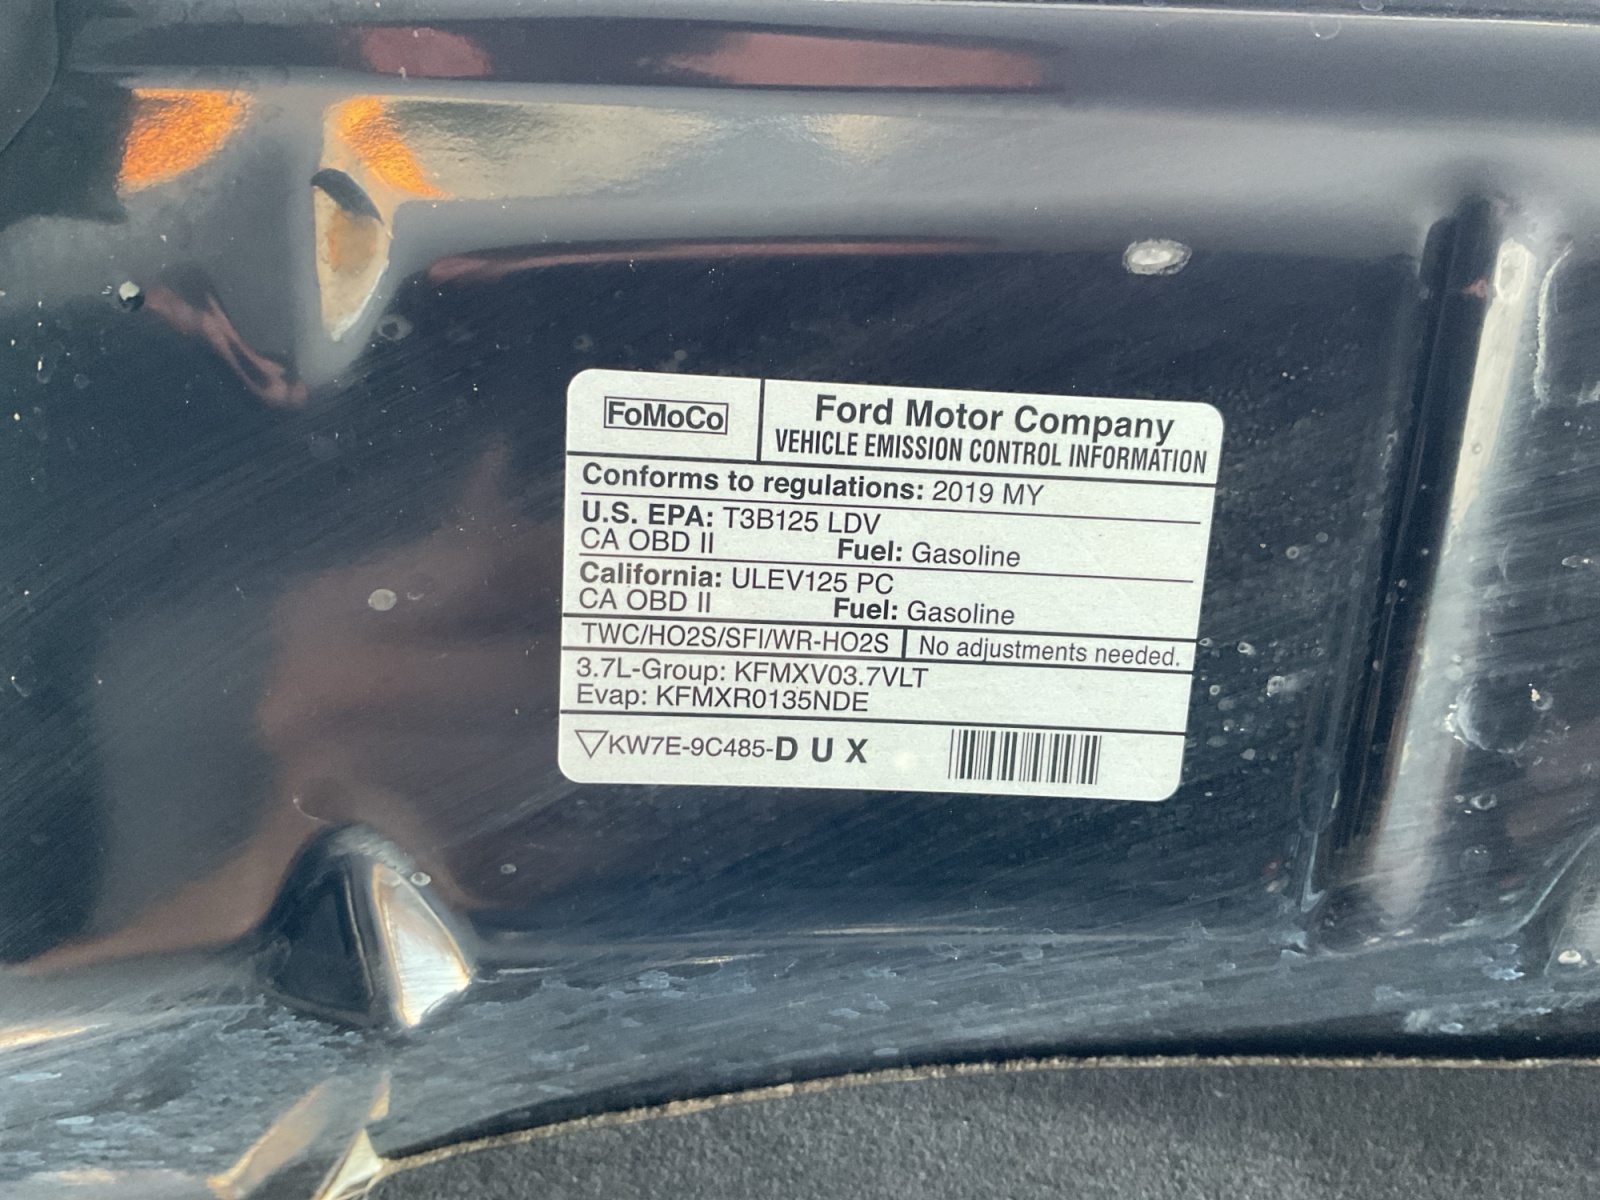 FoMoCo
Ford Motor Company
VEHICLE EMISSION CONTROL INFORMATION
Conforms to regulations: 2019 MY
U.S. EPA: T3B125 LDV
CA OBD II Fuel: Gasoline
California: ULEV125 PC
CA OBD II Fuel: Gasoline
TWC/HO2S/SFI/WR-HO2S No adjustments needed.
3.7L-Group: KFMXV03.7VLT
Evap: KFMXR0135NDE
KW7E-9C485-D U X